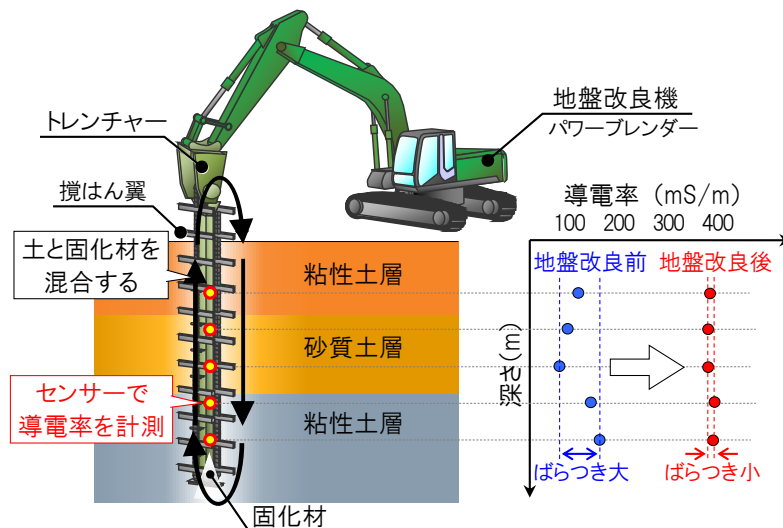 トレンチャー
地盤改良機
パワーブレンダー
撹はん翼
土と固化材を
混合する
粘性土層
砂質土層
センサーで
導電率を計測
粘性土層
固化材
導電率 (mS/m)
100 200 300 400
地盤改良前
地盤改良後
深さ(m)
ばらつき大
ばらつき小